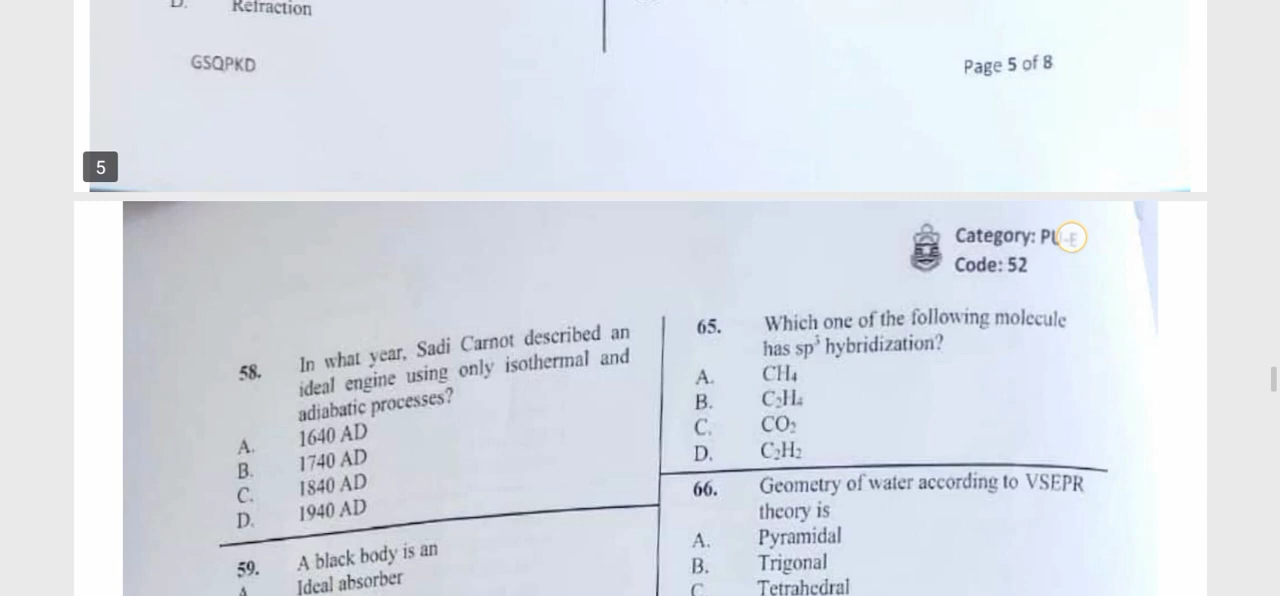 D. Refraction
GSQPKD
Page 5 of 8
5
Category: PU-E
Code: 52
58. In what year, Sadi Carnot described an
ideal engine using only isothermal and
adiabatic processes?
A. 1640 AD
B. 1740 AD
C. 1840 AD
D. 1940 AD
59. A black body is an
A. Ideal absorber
65. Which one of the following molecule
has sp³ hybridization?
A. CH₄
B. C₂H₄
C. CO₂
D. C₂H₂
66. Geometry of water according to VSEPR
theory is
A. Pyramidal
B. Trigonal
C. Tetrahedral